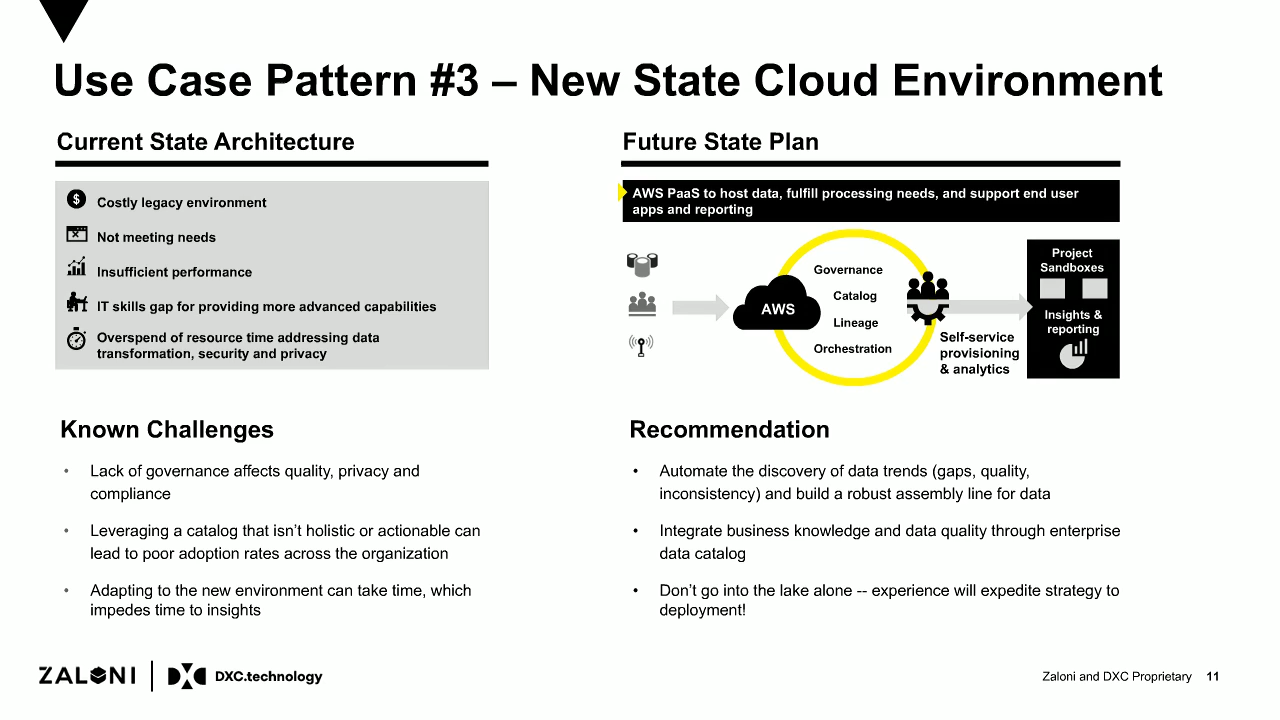 Use Case Pattern #3 – New State Cloud Environment
Current State Architecture
$
Costly legacy environment
Not meeting needs
Insufficient performance
IT skills gap for providing more advanced capabilities
Overspend of resource time addressing data
transformation, security and privacy
Future State Plan
AWS PaaS to host data, fulfill processing needs, and support end user
apps and reporting
AWS
Governance
Catalog
Lineage
Orchestration
Self-service
provisioning
& analytics
Project
Sandboxes
Insights &
reporting
Known Challenges
• Lack of governance affects quality, privacy and
compliance
• Leveraging a catalog that isn’t holistic or actionable can
lead to poor adoption rates across the organization
• Adapting to the new environment can take time, which
impedes time to insights
Recommendation
• Automate the discovery of data trends (gaps, quality,
inconsistency) and build a robust assembly line for data
• Integrate business knowledge and data quality through enterprise
data catalog
• Don’t go into the lake alone -- experience will expedite strategy to
deployment!
ZALONI
DXC.technology
Zaloni and DXC Proprietary 11